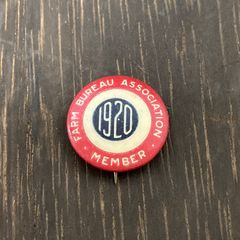 FARM BUREAU ASSOCIATION
1920
· MEMBER ·